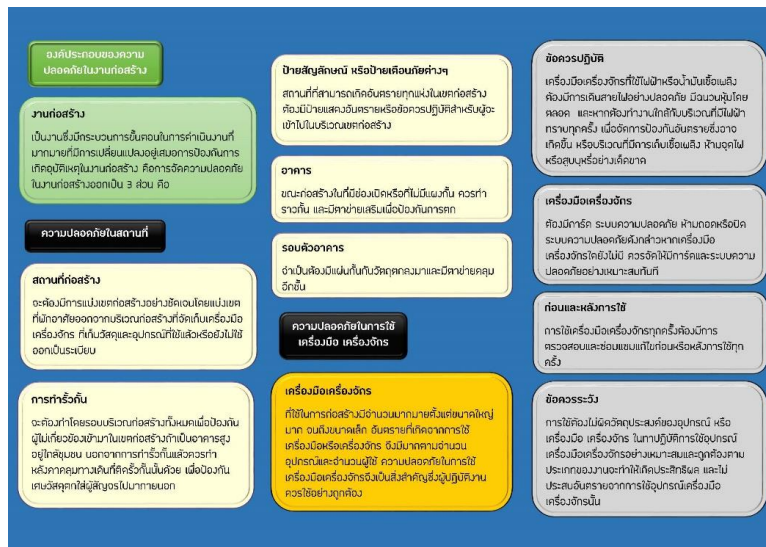 องค์ประกอบของความ
ปลอดภัยในงานก่อสร้าง
งานก่อสร้าง
เป็นงานซึ่งมีกระบวนการขั้นตอนในการดำเนินงานที่
มากมายที่มีการเปลี่ยนแปลงอยู่เสมอการป้องกันการ
เกิดอุบัติเหตุในงานก่อสร้าง คือการจัดความปลอดภัย
ในงานก่อสร้างออกเป็น 3 ส่วน คือ
ความปลอดภัยในสถานที่
สถานที่ก่อสร้าง
จะต้องมีการแบ่งเขตก่อสร้างอย่างชัดเจนโดยแบ่งเขต
ที่พักอาศัยออกจากบริเวณก่อสร้างที่จัดเก็บเครื่องมือ
เครื่องจักร ที่เก็บวัสดุและอุปกรณ์ที่ใช้แล้วหรือยังไม่ใช้
ออกเป็นระเบียบ
การทำรั้วกั้น
จะต้องทำโดยรอบบริเวณก่อสร้างทั้งหมดเพื่อป้องกัน
ผู้ไม่เกี่ยวข้องเข้ามาในเขตก่อสร้างถ้าเป็นอาคารสูง
อยู่ใกล้ชุมชน นอกจากการทำรั้วกั้นแล้วควรทำ
หลังคาคลุมทางเดินที่ติดรั้วกั้นนั้นด้วย เพื่อป้องกัน
เศษวัสดุตกใส่ผู้สัญจรไปมาภายนอก
ป้ายสัญลักษณ์ หรือป้ายเตือนภัยต่างๆ
สถานที่ที่สามารถเกิดอันตรายทุกแห่งในเขตก่อสร้าง
ต้องมีป้ายแสดงอันตรายหรือข้อควรปฏิบัติสำหรับผู้จะ
เข้าไปในบริเวณเขตก่อสร้าง
อาคาร
ขณะก่อสร้างในที่มีช่องเปิดหรือที่ไม่มีแผงกั้น ควรทำ
ราวกั้น และมีตาข่ายเสริมเพื่อป้องกันการตก
รอบตัวอาคาร
จำเป็นต้องมีแผ่นกั้นกันวัตถุตกลงมาและมีตาข่ายคลุม
อีกชั้น
ความปลอดภัยในการใช้
เครื่องมือ เครื่องจักร
เครื่องมือเครื่องจักร
ที่ใช้ในการก่อสร้างมีจำนวนมากมายตั้งแต่ขนาดใหญ่
มาก จนถึงขนาดเล็ก อันตรายที่เกิดจากการใช้
เครื่องมือหรือเครื่องจักร จึงมีมากตามจำนวน
อุปกรณ์และจำนวนผู้ใช้ ความปลอดภัยในการใช้
เครื่องมือเครื่องจักรจึงเป็นสิ่งสำคัญซึ่งผู้ปฏิบัติงาน
ควรใช้อย่างถูกต้อง
ข้อควรปฏิบัติ
เครื่องมือเครื่องจักรที่ใช้ไฟฟ้าหรือน้ำมันเชื้อเพลิง
ต้องมีการเดินสายไฟอย่างปลอดภัย มีฉนวนหุ้มโดย
ตลอด และหากต้องทำงานใกล้กับบริเวณที่มีไฟฟ้า
ทราบทุกครั้ง เพื่อจัดการป้องกันอันตรายซึ่งอาจ
เกิดขึ้น หรือบริเวณที่มีการเก็บเชื้อเพลิง ห้ามจุดไฟ
หรือสูบบุหรี่อย่างเด็ดขาด
เครื่องมือเครื่องจักร
ต้องมีการ์ด ระบบความปลอดภัย ห้ามถอดหรือปิด
ระบบความปลอดภัยดังกล่าวหากเครื่องมือ
เครื่องจักรใดยังไม่มี ควรจัดให้มีการ์ดและระบบความ
ปลอดภัยอย่างเหมาะสมทันที
ก่อนและหลังการใช้
การใช้เครื่องมือเครื่องจักรทุกครั้งต้องมีการ
ตรวจสอบและซ่อมแซมแก้ไขก่อนหรือหลังการใช้ทุก
ครั้ง
ข้อควรระวัง
การใช้ต้องไม่ผิดวัตถุประสงค์ของอุปกรณ์ หรือ
เครื่องมือ เครื่องจักร ในทาปฏิบัติการใช้อุปกรณ์
เครื่องมือเครื่องจักรอย่างเหมาะสมและถูกต้องตาม
ประเภทของงานจะทำให้เกิดประสิทธิผล และไม่
ประสบอันตรายจากการใช้อุปกรณ์เครื่องมือ
เครื่องจักรนั้น